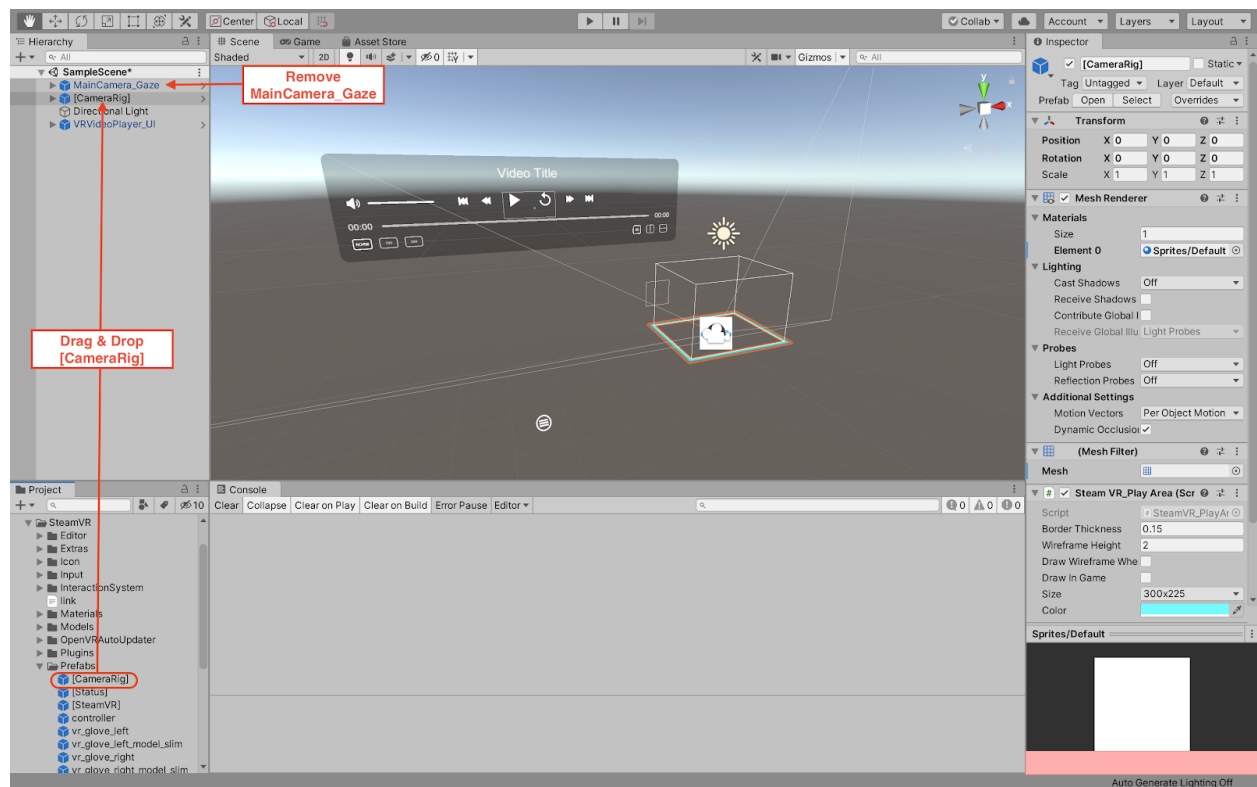 Center Local Collab Account Layers Layout
Hierarchy
All
SampleScene*
MainCamera_Gaze
[CameraRig]
Directional Light
VRVideoPlayer_UI
Remove
MainCamera_Gaze
Drag & Drop
[CameraRig]
Scene Game Asset Store
Shaded 2D 0 Gizmos All
y
x
Video Title
00:00
00:00
Project
10
SteamVR
Editor
Extras
Icon
Input
InteractionSystem
link
Materials
Models
OpenVRAutoUpdater
Plugins
Prefabs
[CameraRig]
[Status]
[SteamVR]
controller
vr_glove_left
vr_glove_left_model_slim
vr_glove_right
vr_glove_right_model_slim
Console
Clear Collapse Clear on Play Clear on Build Error Pause Editor 0 0 0
Inspector
[CameraRig] Static
Tag Untagged Layer Default
Prefab Open Select Overrides
Transform
Position X 0 Y 0 Z 0
Rotation X 0 Y 0 Z 0
Scale X 1 Y 1 Z 1
Mesh Renderer
Materials
Size 1
Element 0 Sprites/Default
Lighting
Cast Shadows Off
Receive Shadows
Contribute Global I
Receive Global Illu Light Probes
Probes
Light Probes Off
Reflection Probes Off
Additional Settings
Motion Vectors Per Object Motion
Dynamic Occlusio
(Mesh Filter)
Mesh
Steam VR_Play Area (Scr
Script SteamVR_PlayAr
Border Thickness 0.15
Wireframe Height 2
Draw Wireframe Whe
Draw In Game
Size 300x225
Color
Sprites/Default
Auto Generate Lighting Off